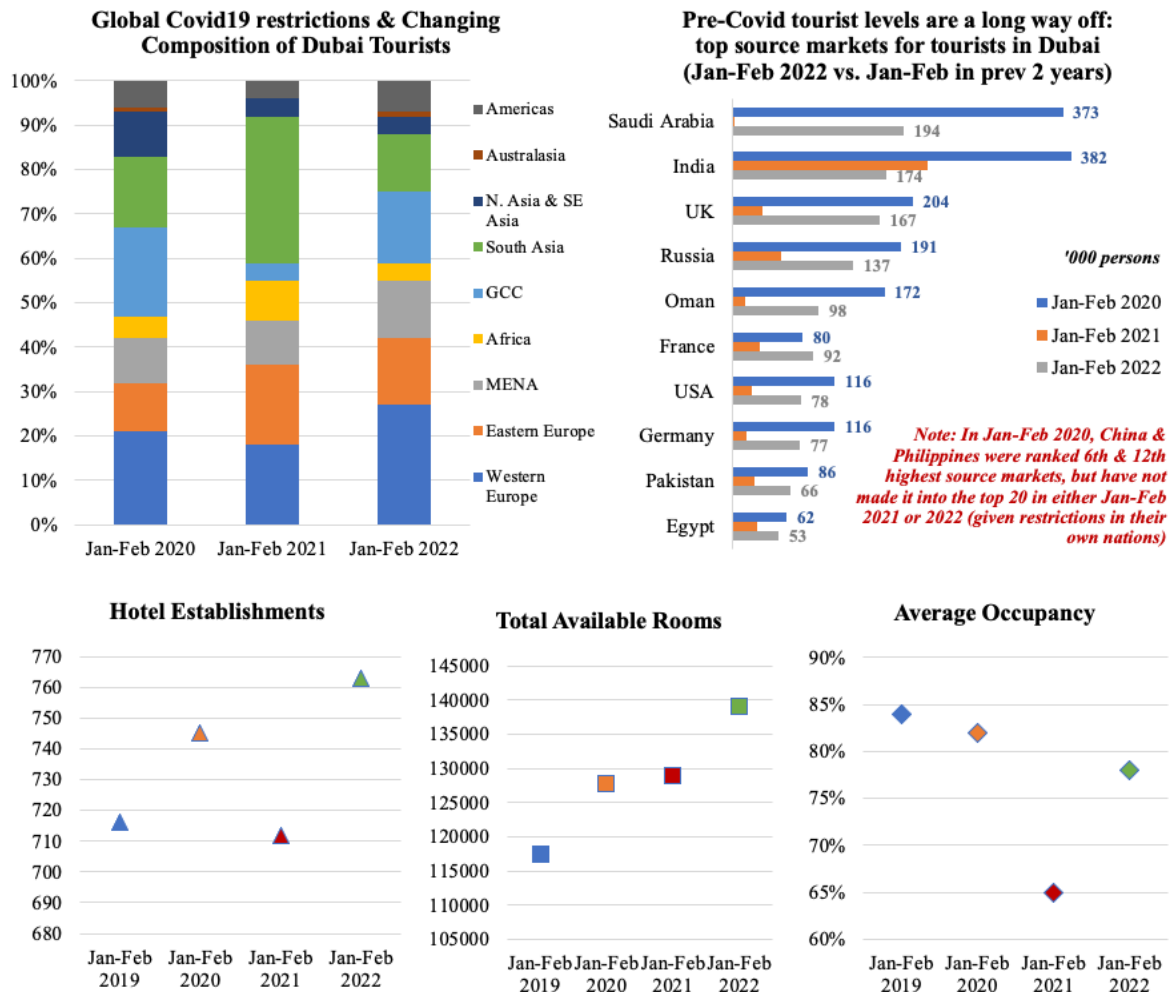 Global Covid19 restrictions & Changing
Composition of Dubai Tourists
100%
90%
80%
70%
60%
50%
40%
30%
20%
10%
0%
Jan-Feb 2020
Jan-Feb 2021
Jan-Feb 2022
Americas
Australasia
N. Asia & SE
Asia
South Asia
GCC
Africa
MENA
Eastern Europe
Western
Europe
Pre-Covid tourist levels are a long way off:
top source markets for tourists in Dubai
(Jan-Feb 2022 vs. Jan-Feb in prev 2 years)
Saudi Arabia
373
194
India
382
174
UK
204
167
Russia
191
137
Oman
172
98
France
80
92
USA
116
78
Germany
116
77
Pakistan
86
66
Egypt
62
53
'000 persons
Jan-Feb 2020
Jan-Feb 2021
Jan-Feb 2022
Note: In Jan-Feb 2020, China &
Philippines were ranked 6th & 12th
highest source markets, but have not
made it into the top 20 in either Jan-Feb
2021 or 2022 (given restrictions in their
own nations)
Hotel Establishments
770
760
750
740
730
720
710
700
690
680
Jan-Feb
2019
Jan-Feb
2020
Jan-Feb
2021
Jan-Feb
2022
Total Available Rooms
145000
140000
135000
130000
125000
120000
115000
110000
105000
Jan-Feb
2019
Jan-Feb
2020
Jan-Feb
2021
Jan-Feb
2022
Average Occupancy
90%
85%
80%
75%
70%
65%
60%
Jan-Feb
2019
Jan-Feb
2020
Jan-Feb
2021
Jan-Feb
2022